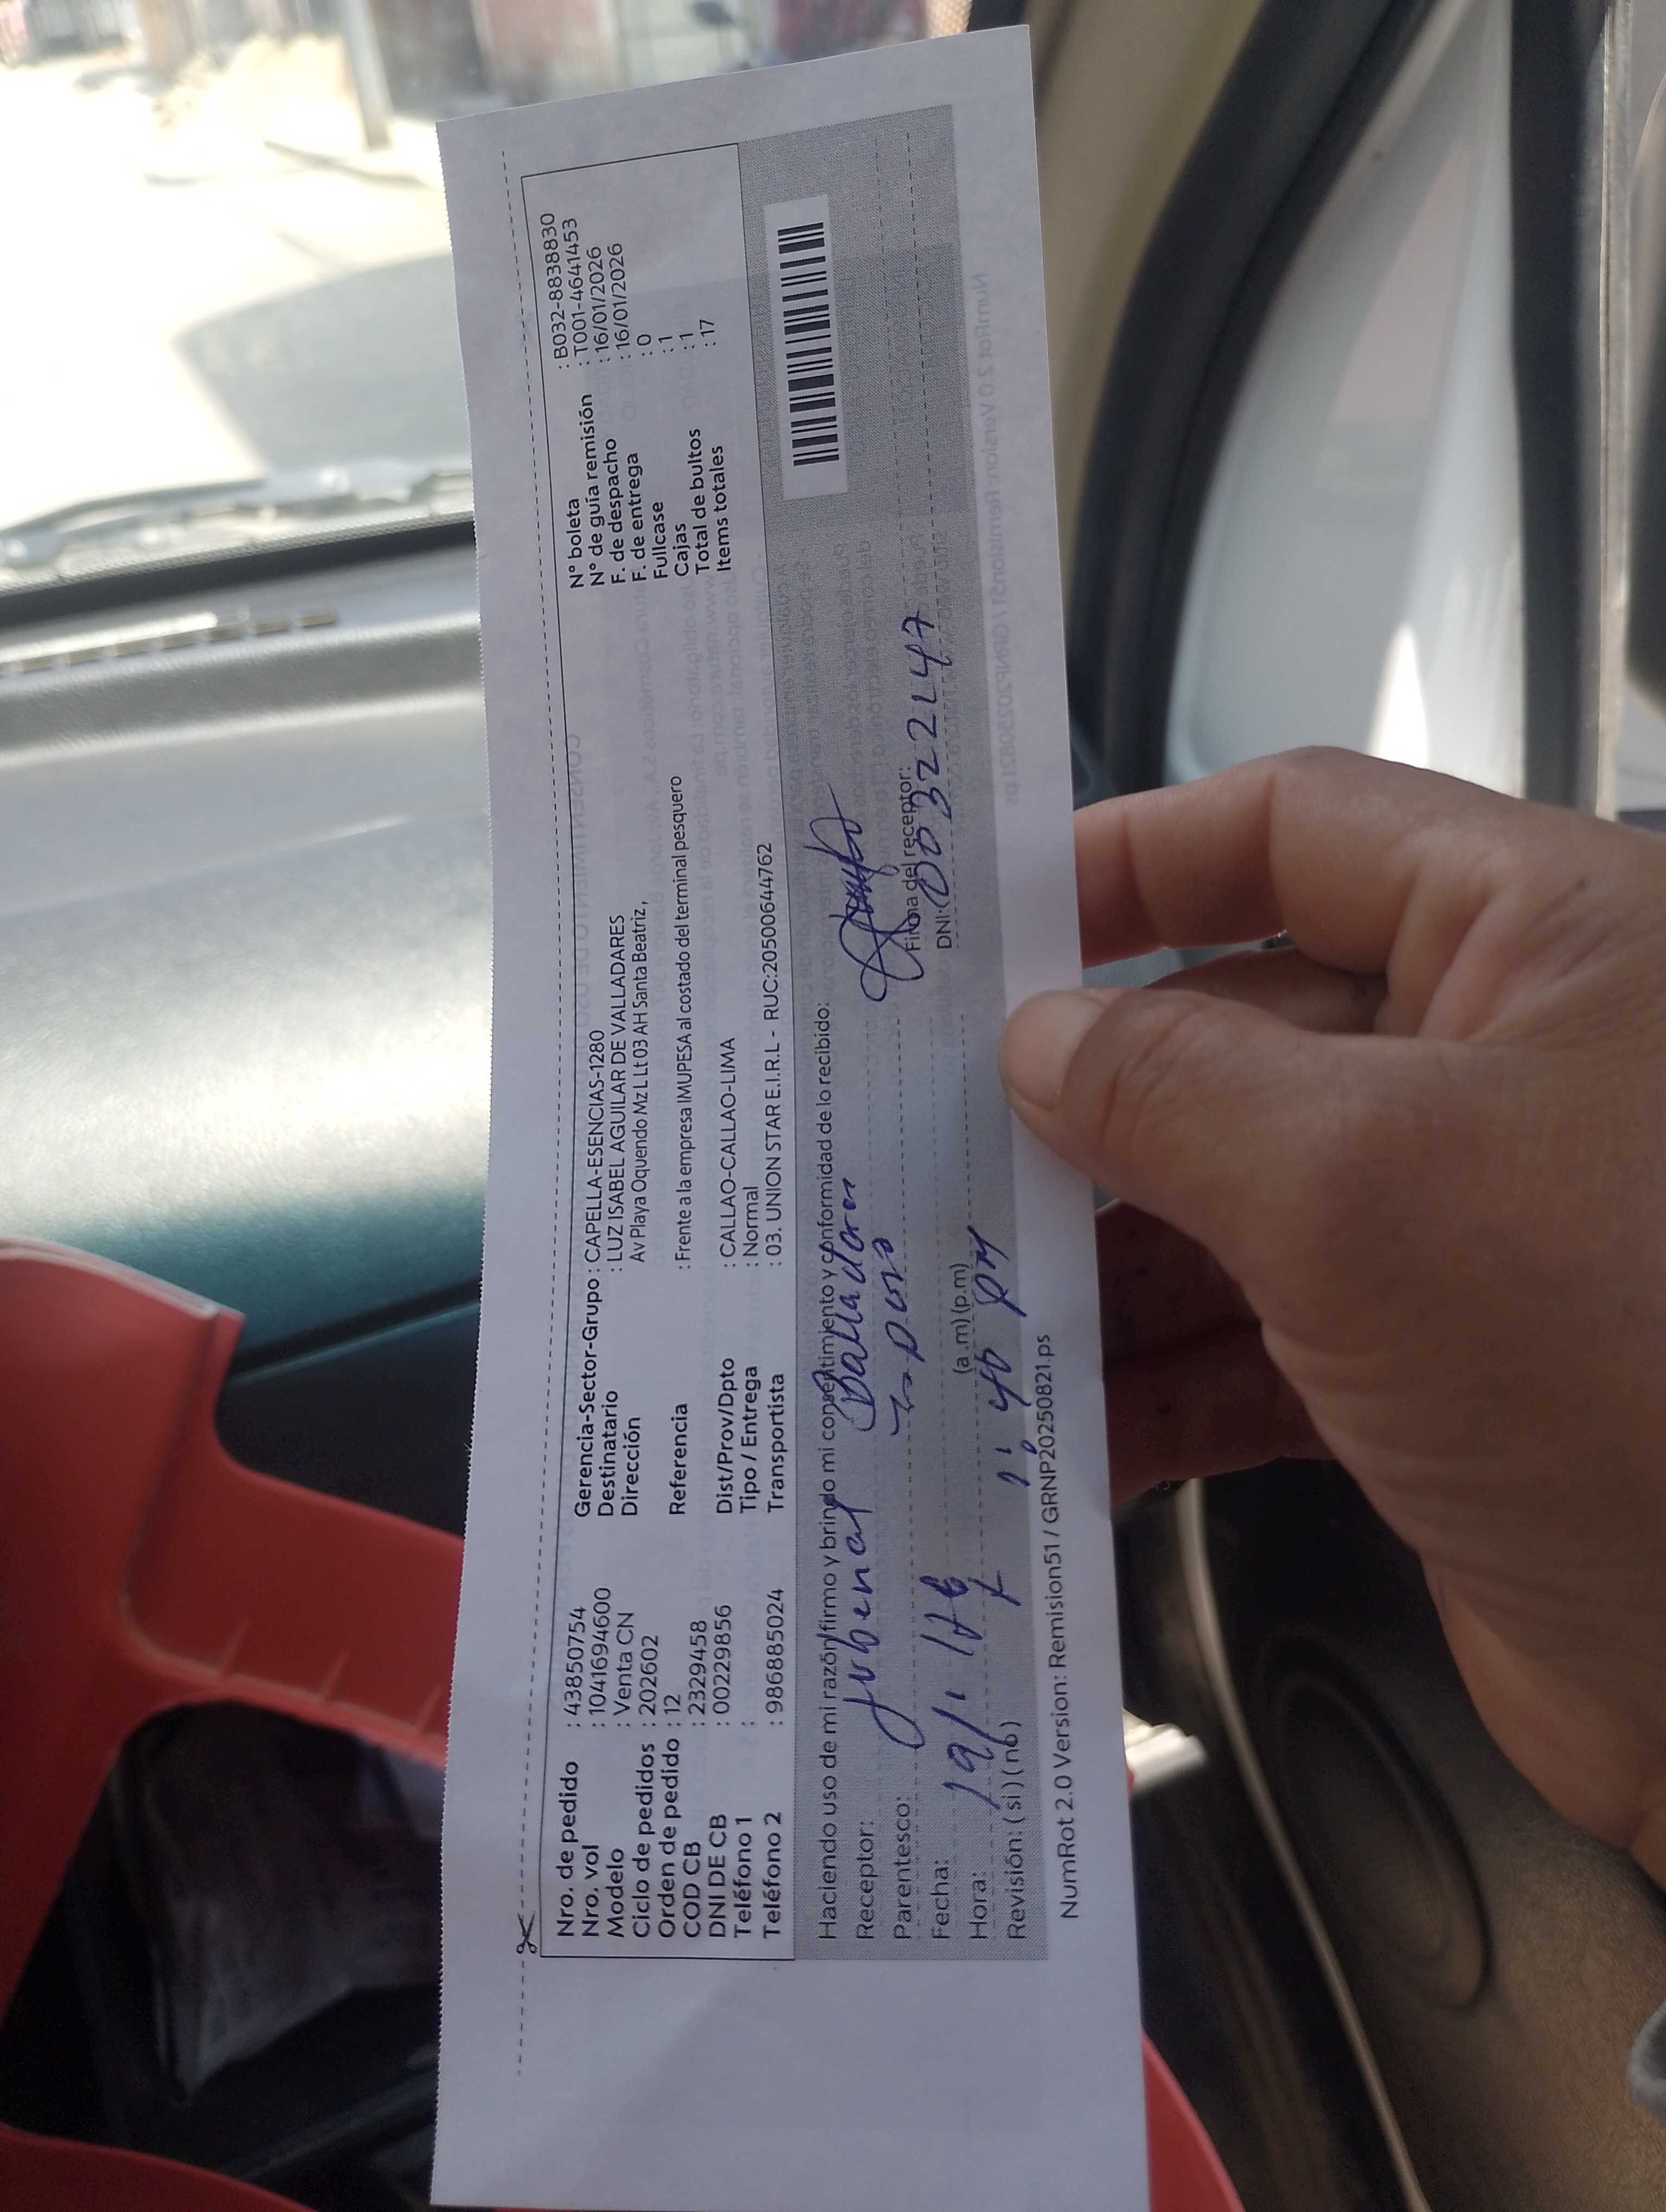 Nro. de pedido : 43850754
Nro. vol : 1041694600
Modelo : Venta CN
Ciclo de pedidos : 202602
Orden de pedido : 12
COD CB : 2329458
DNI DE CB : 00229856
Teléfono 1 :
Teléfono 2 : 986885024
Gerencia-Sector-Grupo : CAPELLA-ESENCIAS-1280
Destinatario : LUZ ISABEL AGUILAR DE VALLADARES
Dirección Av Playa Oquendo Mz L Lt 03 AH Santa Beatriz,
Referencia : Frente a la empresa IMUPESA al costado del terminal pesquero
Dist/Prov/Dpto : CALLAO-CALLAO-LIMA
Tipo / Entrega : Normal
Transportista : 03. UNION STAR E.I.R.L - RUC:20500644762
N° boleta : B032-8838830
N° de guía remisión : T001-4641453
F. de despacho : 16/01/2026
F. de entrega : 16/01/2026
Fullcase : 0
Cajas : 1
Total de bultos : 1
Items totales : 17
Haciendo uso de mi razón firmo y brindo mi consentimiento y conformidad de lo recibido:
Receptor: Jubenal
Parentesco:
Fecha: 19/1
Hora: (a .m) (p.m)
Revisión: ( si ) ( no ) 1: 40 pm
Firma del receptor:
DNI:
NumRot 2.0 Version: Remision51 / GRNP20250821.ps